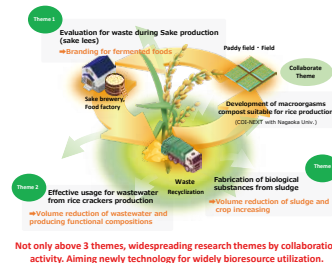 Theme 1
Evaluation for waste during Sake production
(sake lees)
➡Branding for fermented foods
Paddy field・Field
Collaborate
Theme
Sake brewery,
Food factory
Development of macroorgasms
compost suitable for rice production
(COI-NEXT with Nagaoka Univ.)
Theme
Waste
Recyclization
Fabrication of biological
substances from sludge
➡Volume reduction of sludge and
crop increasing
Theme 2
Effective usage for wastewater
from rice crackers production
➡Volume reduction of wastewater and
producing functional compositions
Not only above 3 themes, widespreading research themes by collaboratio
activity. Aiming newly technology for widely bioresource utilization.